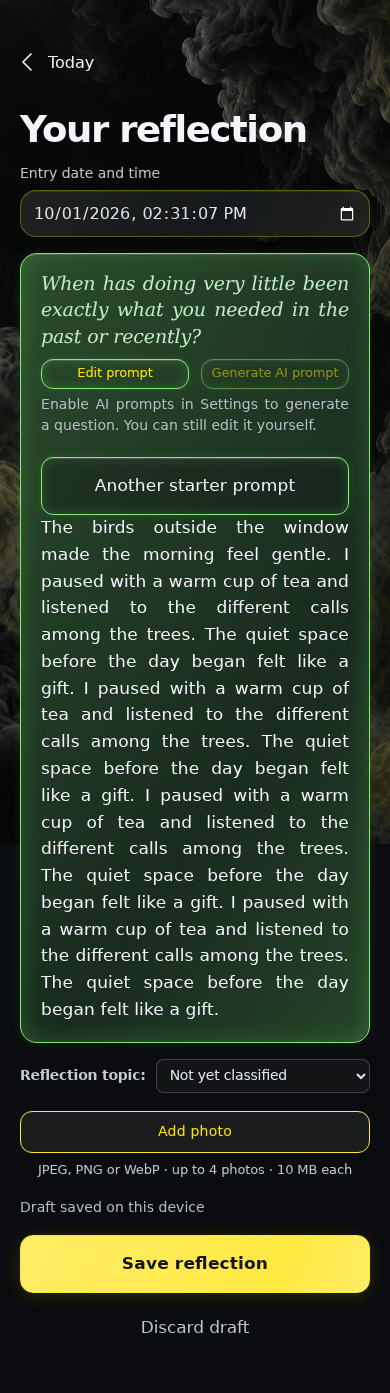 Today
Your reflection
Entry date and time
10/01/2026, 02:31:07 PM
When has doing very little been
exactly what you needed in the
past or recently?
Edit prompt
Generate AI prompt
Enable AI prompts in Settings to generate
a question. You can still edit it yourself.
Another starter prompt
The birds outside the window
made the morning feel gentle. I
paused with a warm cup of tea and
listened to the different calls
among the trees. The quiet space
before the day began felt like a
gift. I paused with a warm cup of
tea and listened to the different
calls among the trees. The quiet
space before the day began felt
like a gift. I paused with a warm
cup of tea and listened to the
different calls among the trees.
The quiet space before the day
began felt like a gift. I paused with
a warm cup of tea and listened to
the different calls among the trees.
The quiet space before the day
began felt like a gift.
Reflection topic:
Not yet classified
Add photo
JPEG, PNG or WebP · up to 4 photos · 10 MB each
Draft saved on this device
Save reflection
Discard draft